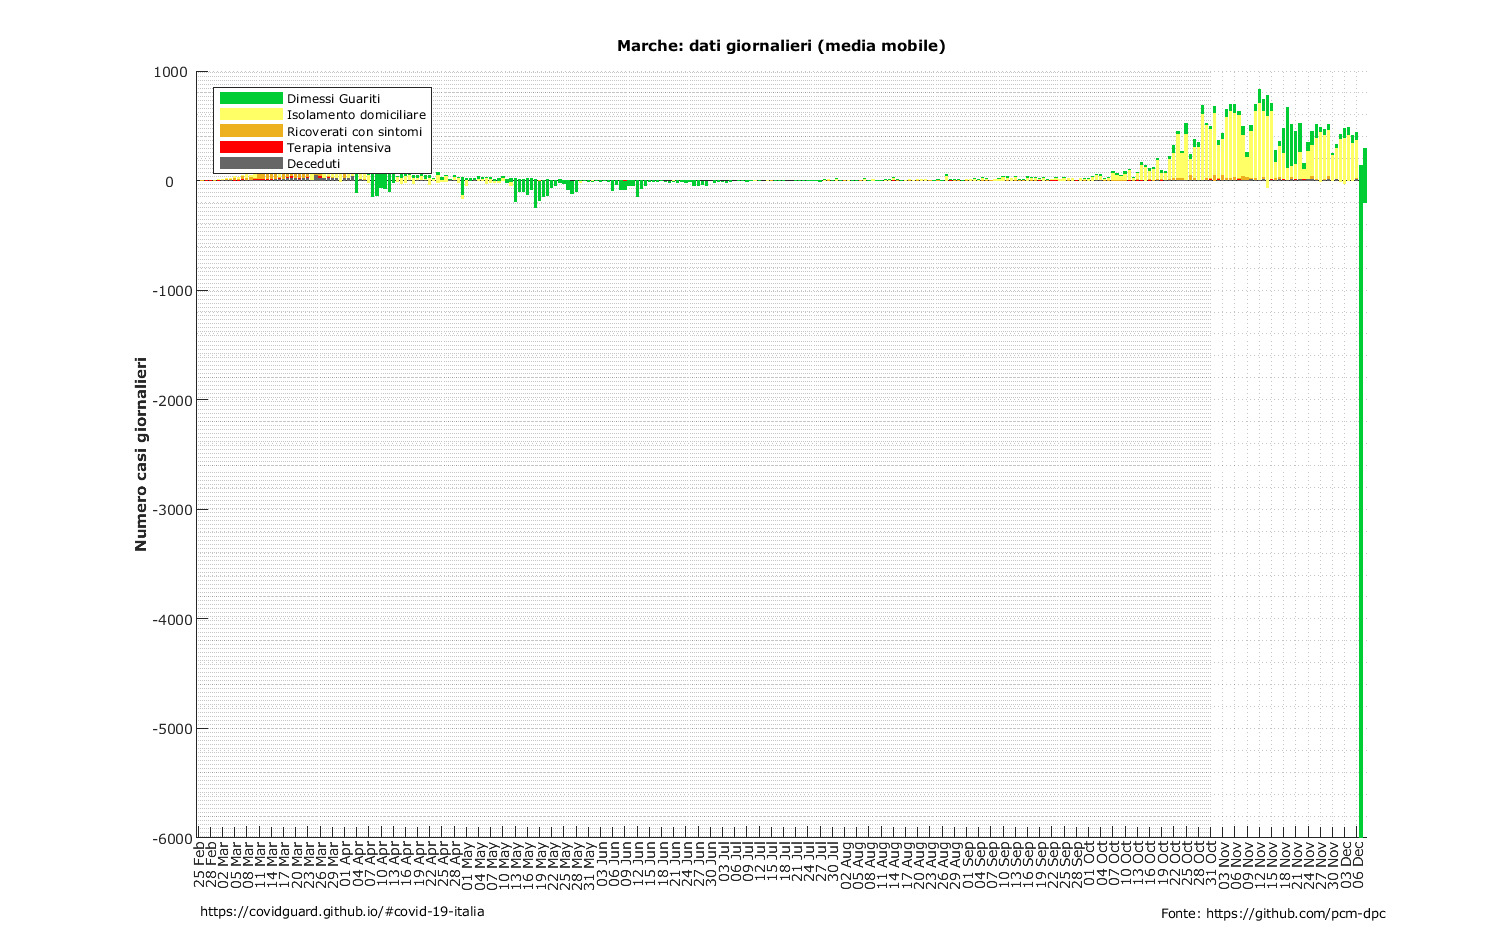 Marche: dati giornalieri (media mobile)
Dimessi Guariti
Isolamento domiciliare
Ricoverati con sintomi
Terapia intensiva
Deceduti
Numero casi giornalieri
1000
0
-1000
-2000
-3000
-4000
-5000
-6000
25 Feb
28 Feb
02 Mar
05 Mar
08 Mar
11 Mar
14 Mar
17 Mar
20 Mar
23 Mar
26 Mar
29 Mar
01 Apr
04 Apr
07 Apr
10 Apr
13 Apr
16 Apr
19 Apr
22 Apr
25 Apr
28 Apr
01 May
04 May
07 May
10 May
13 May
16 May
19 May
22 May
25 May
28 May
31 May
03 Jun
06 Jun
09 Jun
12 Jun
15 Jun
18 Jun
21 Jun
24 Jun
27 Jun
30 Jun
03 Jul
06 Jul
09 Jul
12 Jul
15 Jul
18 Jul
21 Jul
24 Jul
27 Jul
30 Jul
02 Aug
05 Aug
08 Aug
11 Aug
14 Aug
17 Aug
20 Aug
23 Aug
26 Aug
29 Aug
01 Sep
04 Sep
07 Sep
10 Sep
13 Sep
16 Sep
19 Sep
22 Sep
25 Sep
28 Sep
01 Oct
04 Oct
07 Oct
10 Oct
13 Oct
16 Oct
19 Oct
22 Oct
25 Oct
28 Oct
31 Oct
03 Nov
06 Nov
09 Nov
12 Nov
15 Nov
18 Nov
21 Nov
24 Nov
27 Nov
30 Nov
03 Dec
06 Dec
https://covidguard.github.io/#covid-19-italia
Fonte: https://github.com/pcm-dpc